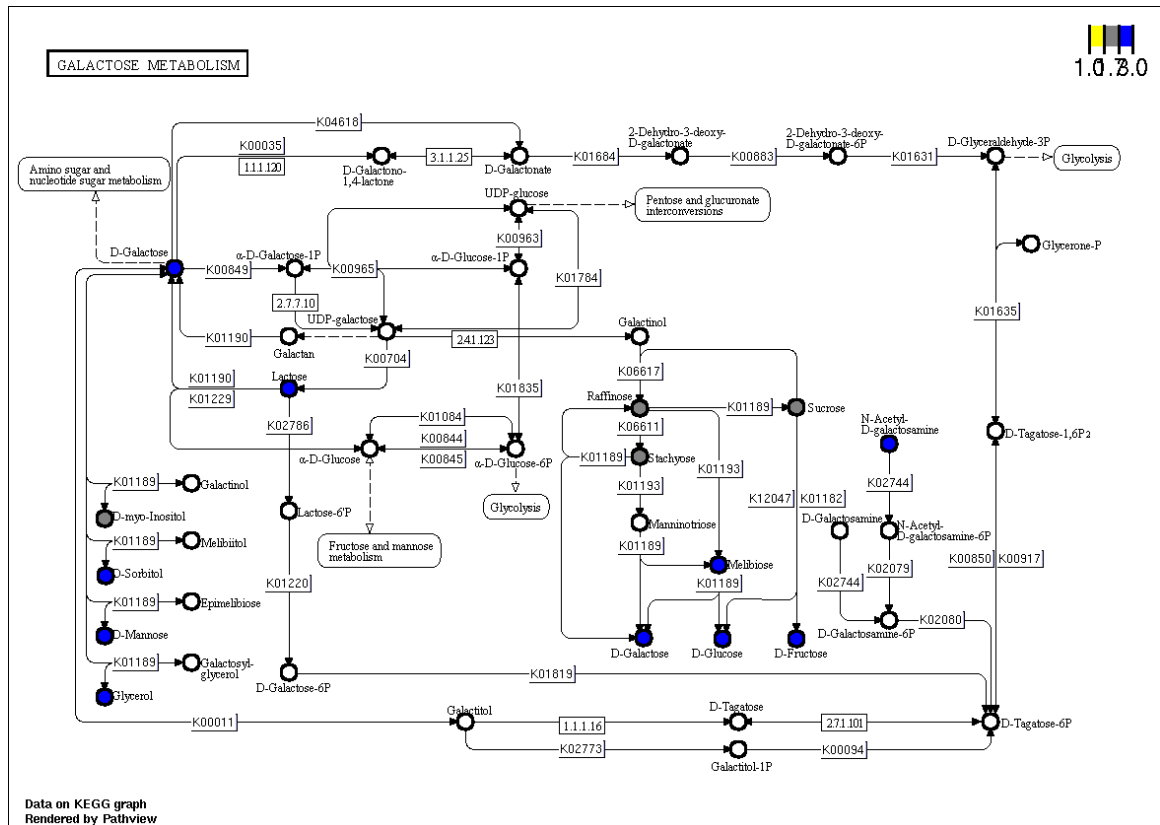 GALACTOSE METABOLISM
1.0 1.7 3.0
K04618
K00035
1.1.1.120
D-Galactono-
1,4-lactone
3.1.1.25
D-Galactonate
K01684
2-Dehydro-3-deoxy-
D-galactonate
K00883
2-Dehydro-3-deoxy-
galactonate-6P
K01631
D-Glyceraldehyde-3P
Glycolysis
Amino sugar and
nucleotide sugar metabolism
UDP-glucose
Pentose and glucuronate
interconversions
K00963
Glycerone-P
D-Galactose
K00849
α-D-Galactose-1P
K00965
α-D-Glucose-1P
K01784
2.7.7.10
K01635
UDP-galactose
K01190
Galactan
2.4.1.123
Galactinol
K00704
K01190
K01229
Lactose
K01835
K06617
Raffinose
K01189
Sucrose
K02786
K01084
K00844
K00845
α-D-Glucose
α-D-Glucose-6P
K06611
K01189
Stachyose
K01193
K01193
N-Acetyl-
D-galactosamine
D-Tagatose-1,6P2
K02744
K01189
Galactinol
D-myo-Inositol
Lactose-6'P
Glycolysis
Manninotriose
K12047
K01182
D-Galactosamine
N-Acetyl-
D-galactosamine-6P
K01189
Melibiitol
D-Sorbitol
Fructose and mannose
metabolism
K01189
Melibiose
K01189
K00850
K00917
K02079
K02744
K01220
K01189
Epimelibiose
D-Mannose
K02080
D-Galactosamine-6P
K01189
Galactosyl-
glycerol
Glycerol
D-Galactose
D-Glucose
D-Fructose
D-Galactose-6P
K01819
K00011
Galactitol
1.1.1.16
D-Tagatose
2.7.1.101
D-Tagatose-6P
K02773
Galactitol-1P
K00094
Data on KEGG graph
Rendered by Pathview